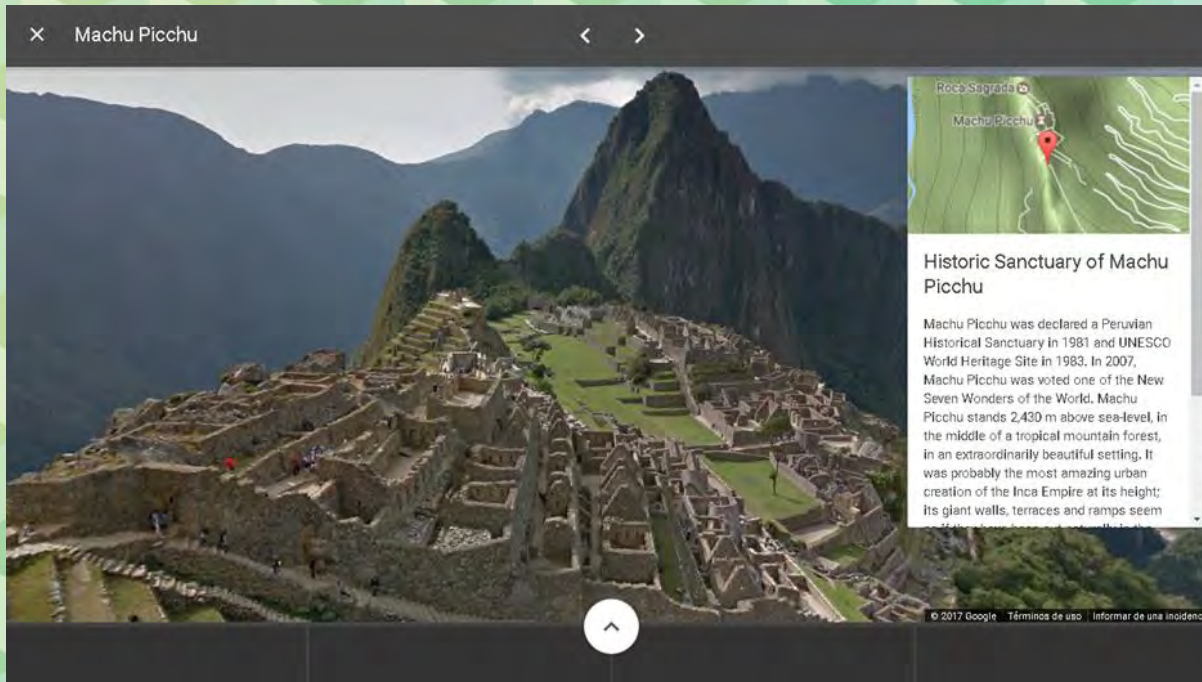 Machu Picchu
Roca Sagrada
Machu Picchu
Historic Sanctuary of Machu
Picchu
Machu Picchu was declared a Peruvian
Historical Sanctuary in 1981 and UNESCO
World Heritage Site in 1983. In 2007,
Machu Picchu was voted one of the New
Seven Wonders of the World. Machu
Picchu stands 2,430 m above sea-level, in
the middle of a tropical mountain forest,
in an extraordinarily beautiful setting. It
was probably the most amazing urban
creation of the Inca Empire at its height;
its giant walls, terraces and ramps seem
© 2017 Google Términos de uso Informar de una